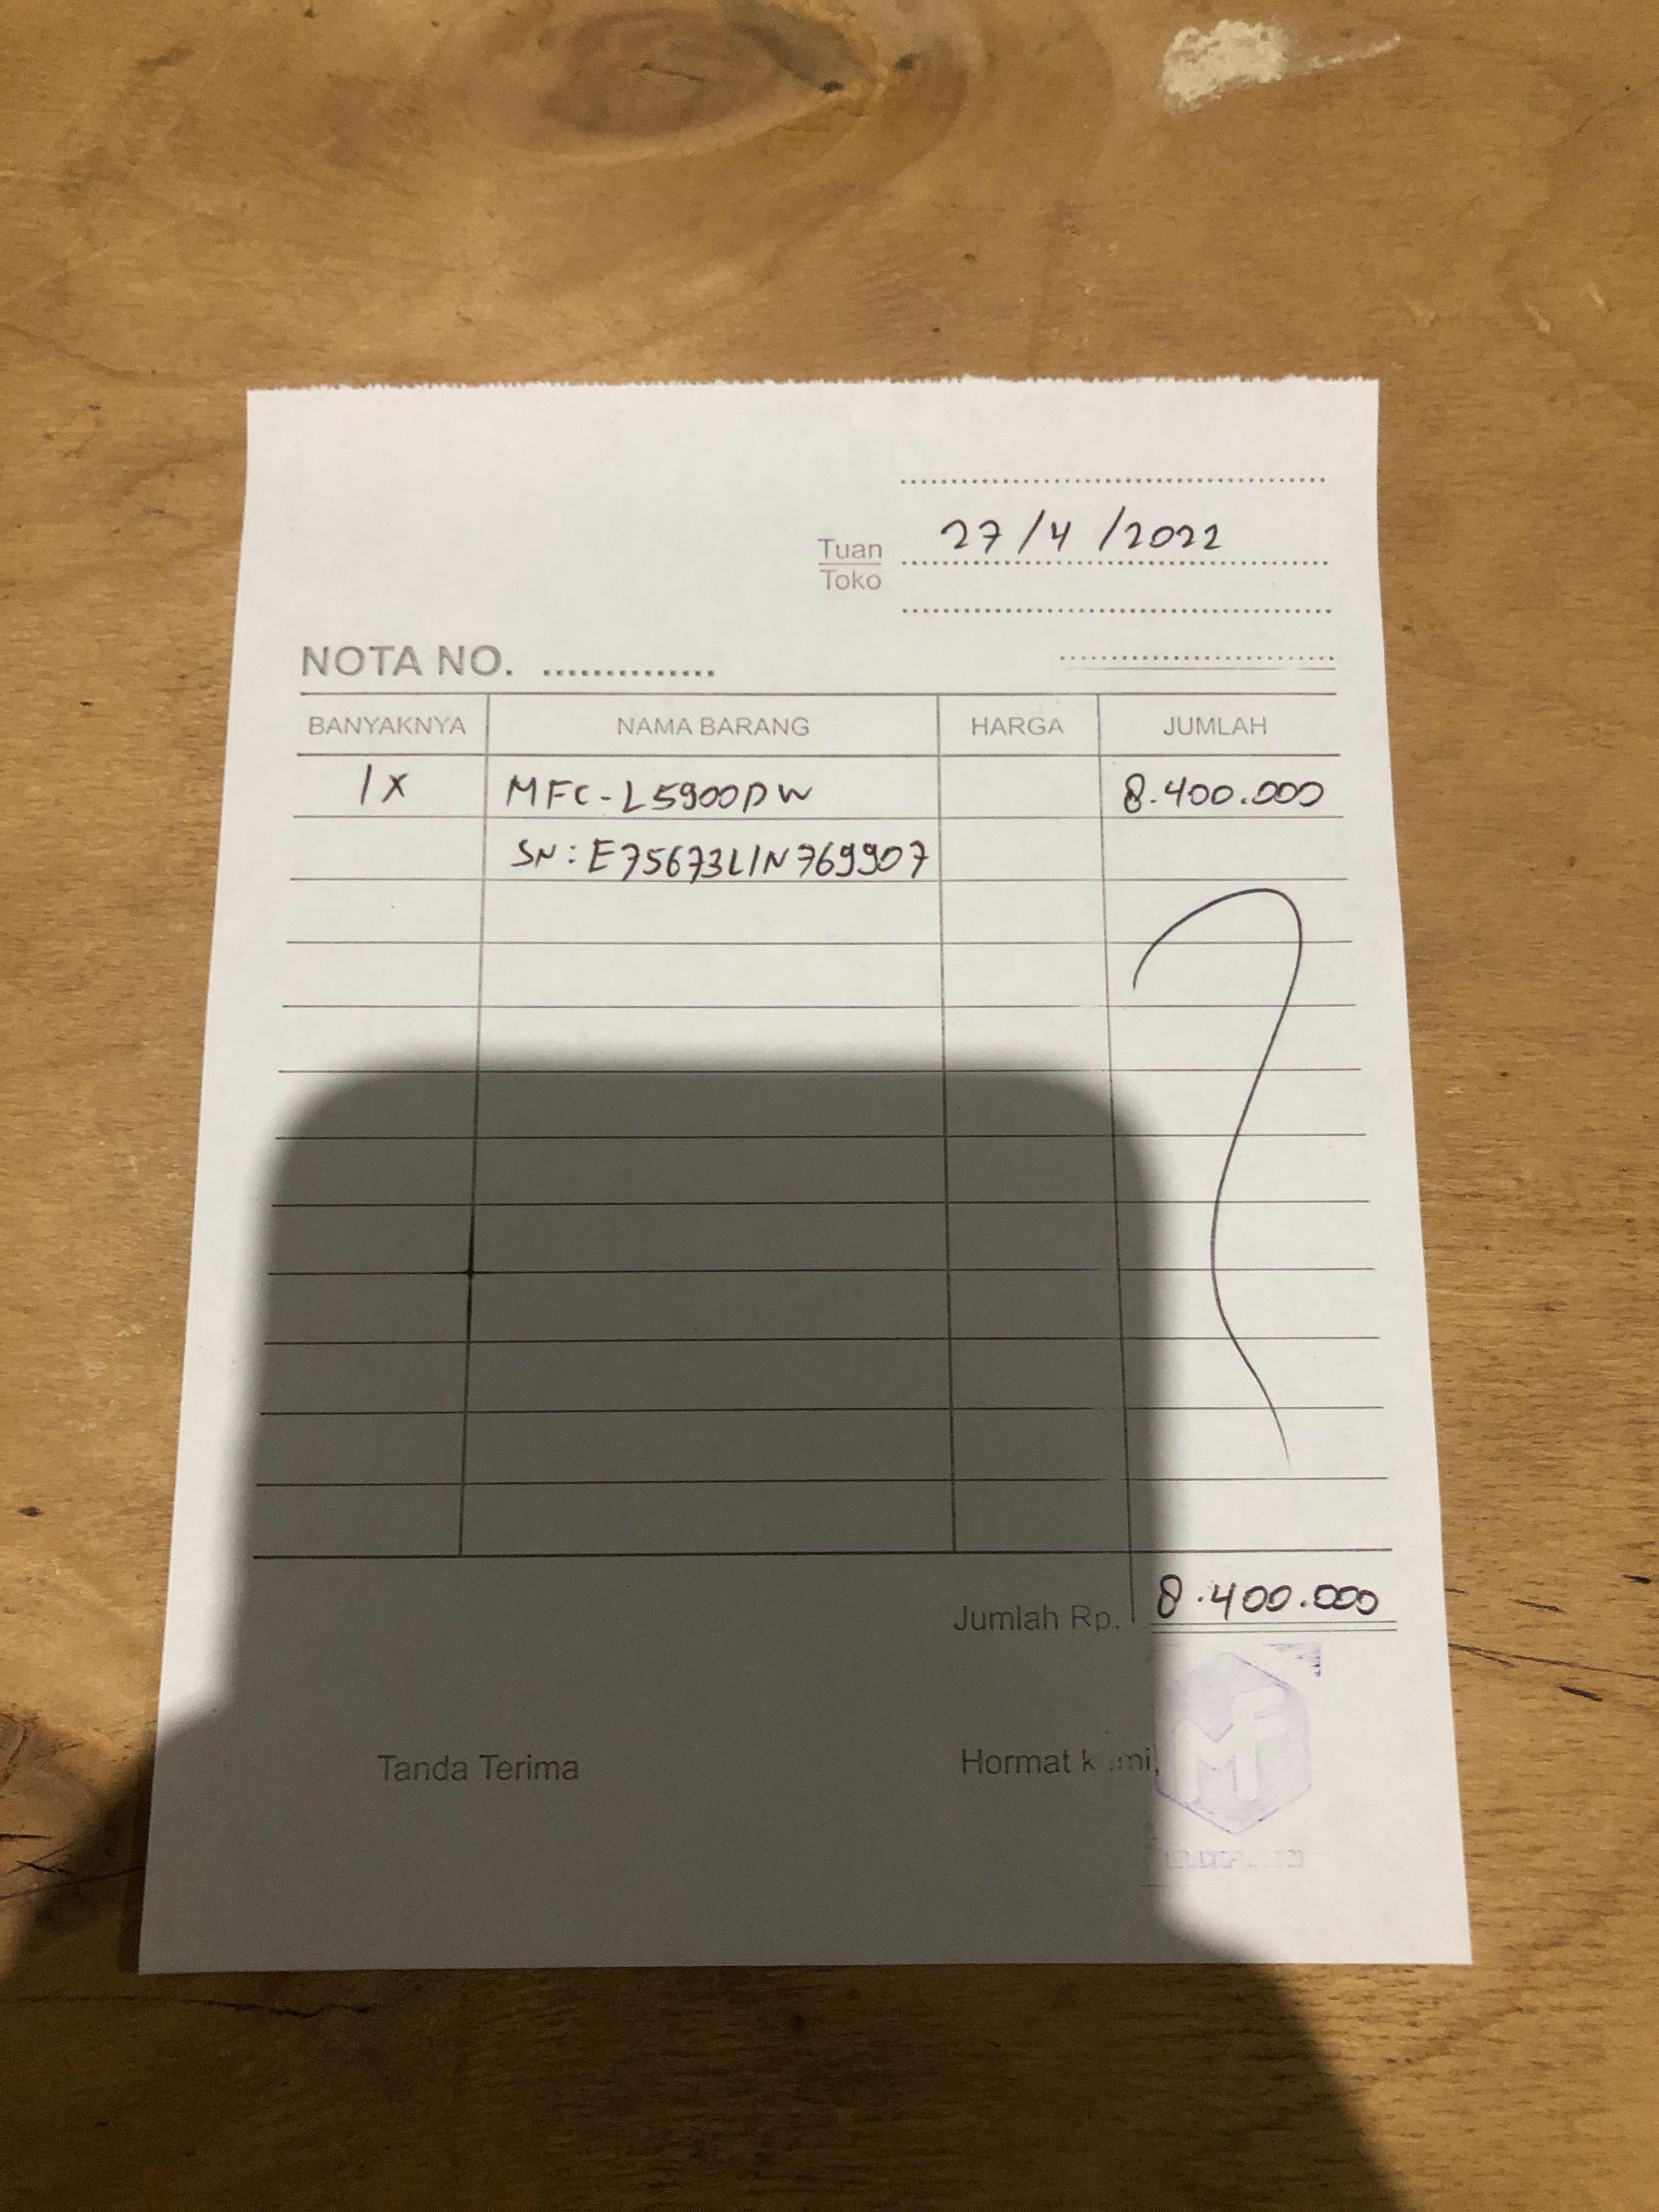 27/4/2022
Tuan
Toko
NOTA NO. ..............
BANYAKNYA NAMA BARANG HARGA JUMLAH
1x MFC-L5900DW 8.400.000
SN: E75673L1N769907
Jumlah Rp. 8.400.000
Tanda Terima Hormat kami,
MF